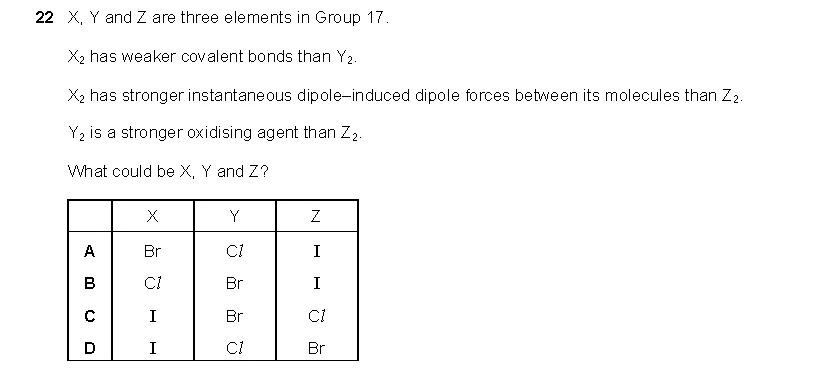 22 X, Y and Z are three elements in Group 17.
X₂ has weaker covalent bonds than Y₂.
X₂ has stronger instantaneous dipole–induced dipole forces between its molecules than Z₂.
Y₂ is a stronger oxidising agent than Z₂.
What could be X, Y and Z?
X Y Z
A Br Cl I
B Cl Br I
C I Br Cl
D I Cl Br